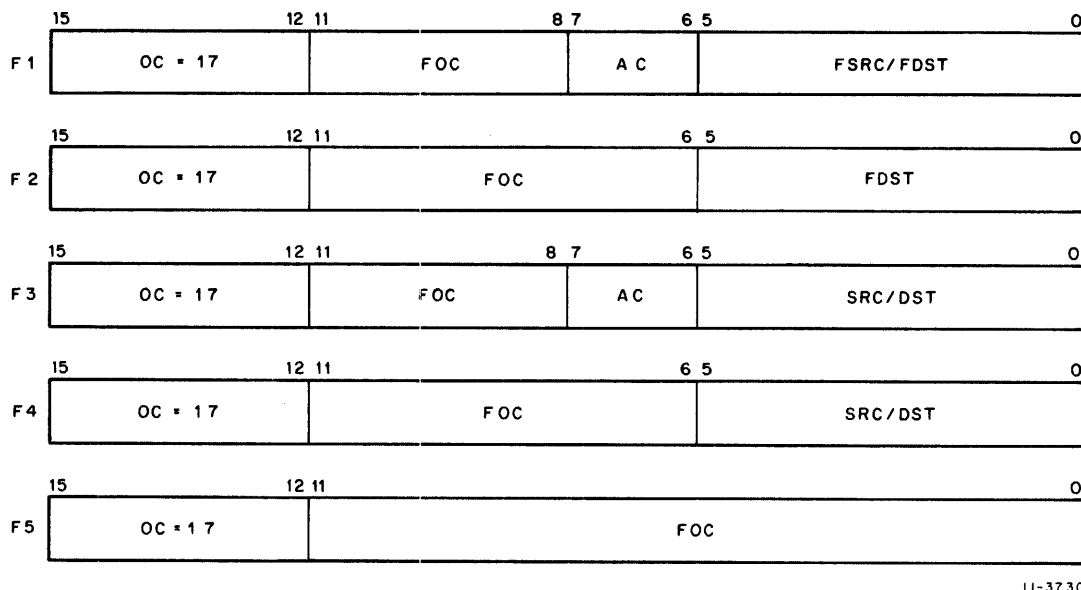 15 12 11 8 7 6 5 0
F1 OC = 17 FOC AC FSRC/FDST
15 12 11 6 5 0
F2 OC = 17 FOC FDST
15 12 11 8 7 6 5 0
F3 OC = 17 FOC AC SRC/DST
15 12 11 6 5 0
F4 OC = 17 FOC SRC/DST
15 12 11 0
F5 OC = 17 FOC
11-3730